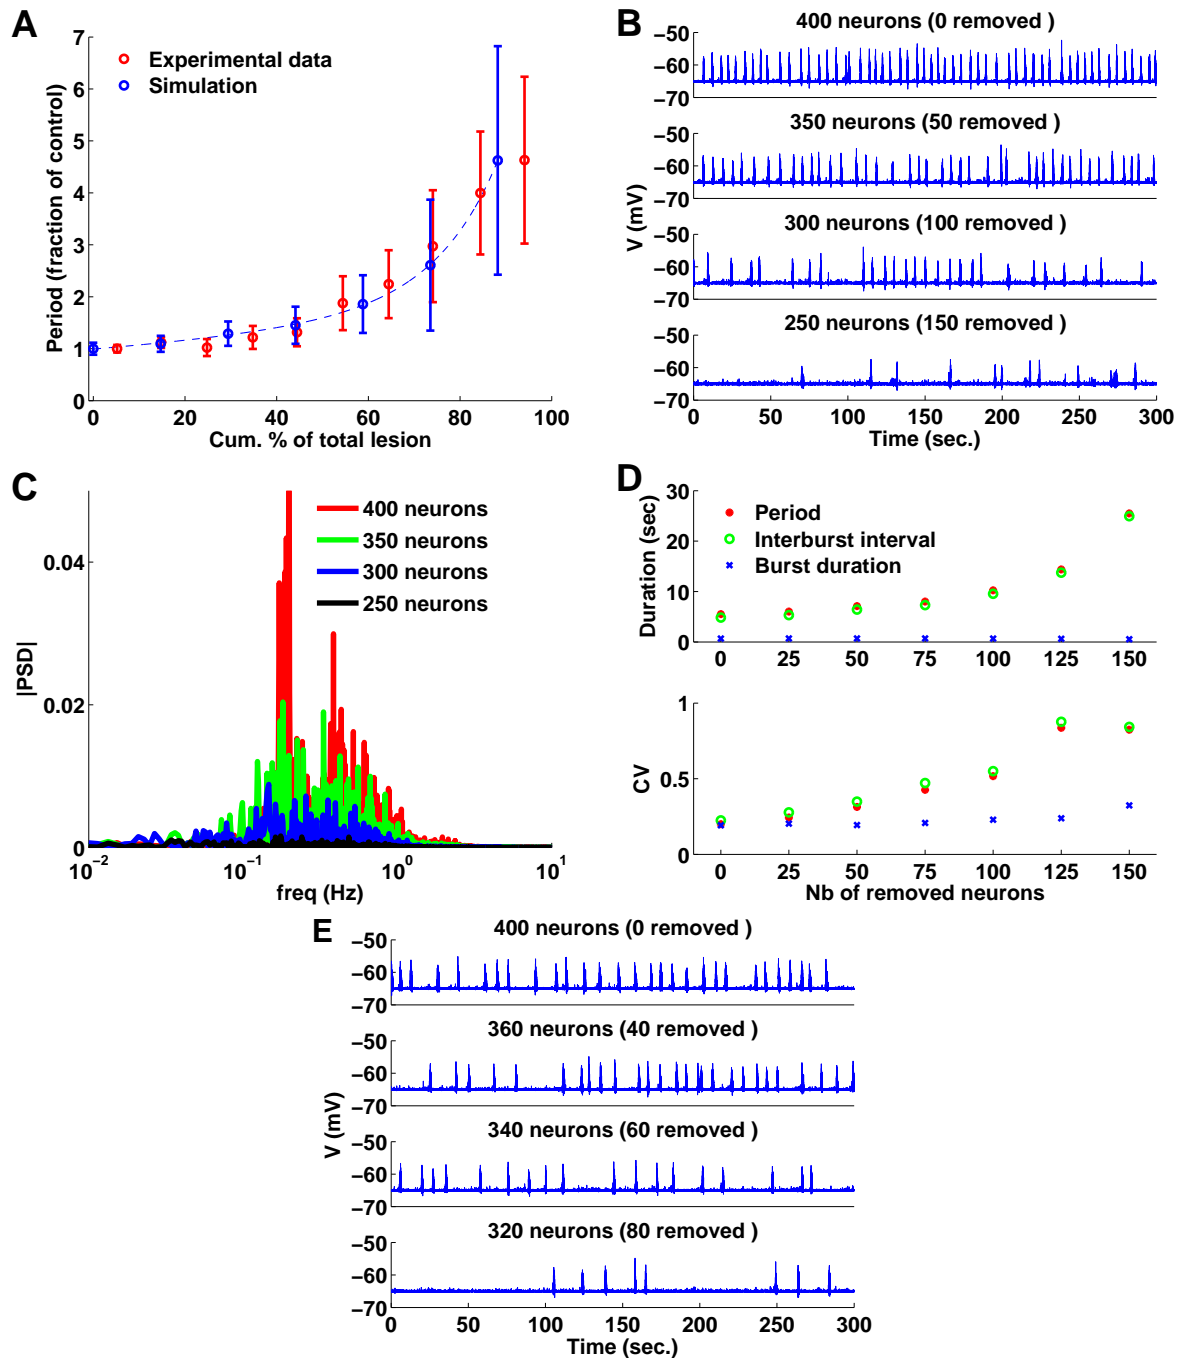 A
Period (fraction of control)
7
6
5
4
3
2
1
0
Experimental data
Simulation
0 20 40 60 80 100
Cum. % of total lesion
B
V (mV)
400 neurons (0 removed )
−50
−60
−70
350 neurons (50 removed )
−50
−60
−70
300 neurons (100 removed )
−50
−60
−70
250 neurons (150 removed )
−50
−60
−70
0 50 100 150 200 250 300
Time (sec.)
C
|PSD|
0.04
0.02
0
400 neurons
350 neurons
300 neurons
250 neurons
10−2 10−1 100 101
freq (Hz)
D
Duration (sec)
30
20
10
0
Period
Interburst interval
Burst duration
0 25 50 75 100 125 150
CV
1
0.5
0
0 25 50 75 100 125 150
Nb of removed neurons
E
V (mV)
400 neurons (0 removed )
−50
−60
−70
360 neurons (40 removed )
−50
−60
−70
340 neurons (60 removed )
−50
−60
−70
320 neurons (80 removed )
−50
−60
−70
0 50 100 150 200 250 300
Time (sec.)